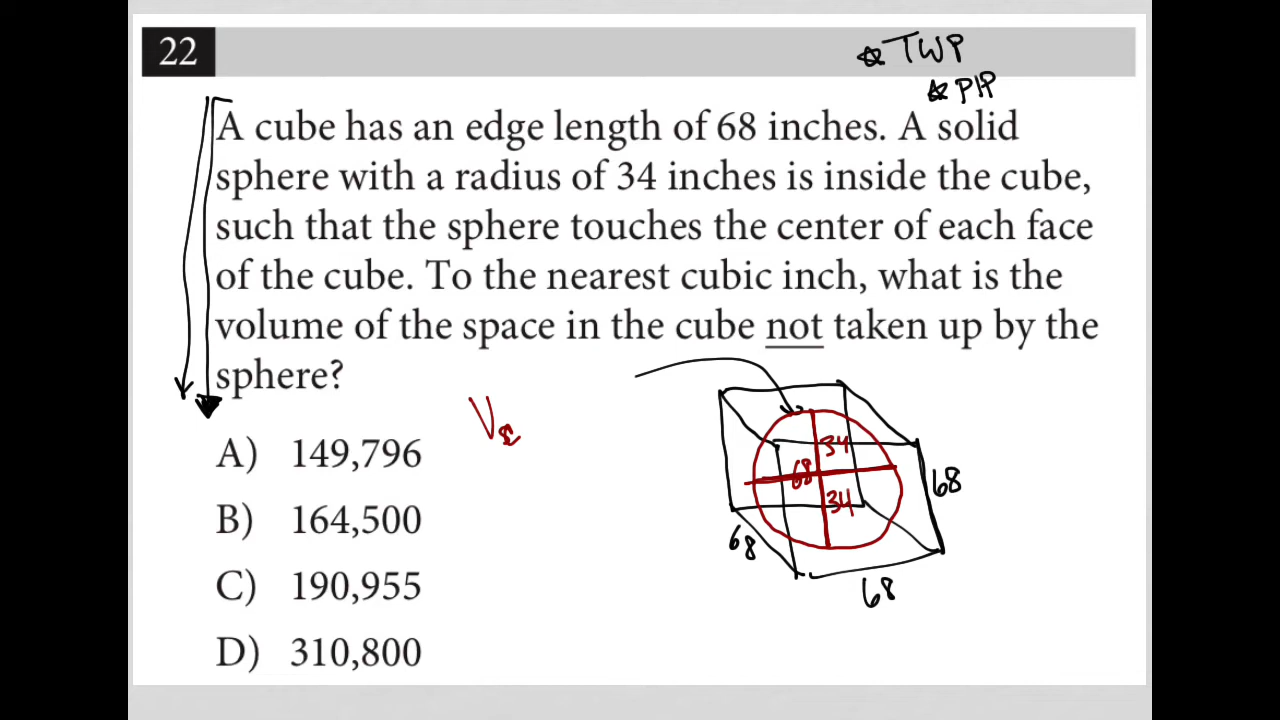 22
☆ TWP
☆ PIP
A cube has an edge length of 68 inches. A solid
sphere with a radius of 34 inches is inside the cube,
such that the sphere touches the center of each face
of the cube. To the nearest cubic inch, what is the
volume of the space in the cube not taken up by the
sphere?
A) 149,796
B) 164,500
C) 190,955
D) 310,800
34
68
34
68
68
68